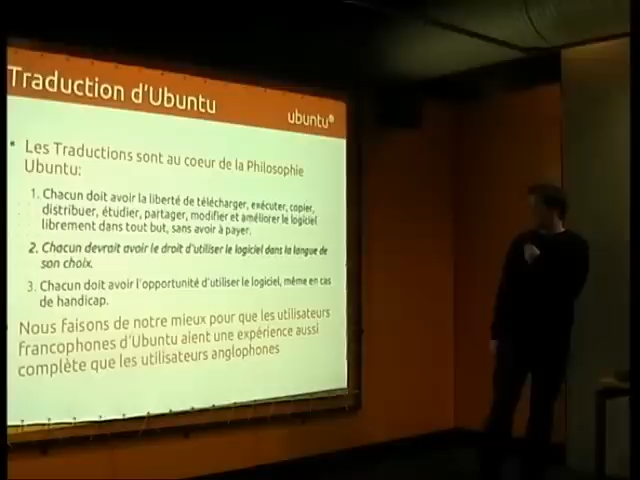 Traduction d'Ubuntu
ubuntu®
Les Traductions sont au coeur de la Philosophie
Ubuntu:
1. Chacun doit avoir la liberté de télécharger, exécuter, copier,
distribuer, étudier, partager, modifier et améliorer le logiciel
librement dans tout but, sans avoir à payer.
2. Chacun devrait avoir le droit d'utiliser le logiciel dans la langue de
son choix.
3. Chacun doit avoir l'opportunité d'utiliser le logiciel, même en cas
de handicap.
Nous faisons de notre mieux pour que les utilisateurs
francophones d'Ubuntu aient une expérience aussi
complète que les utilisateurs anglophones